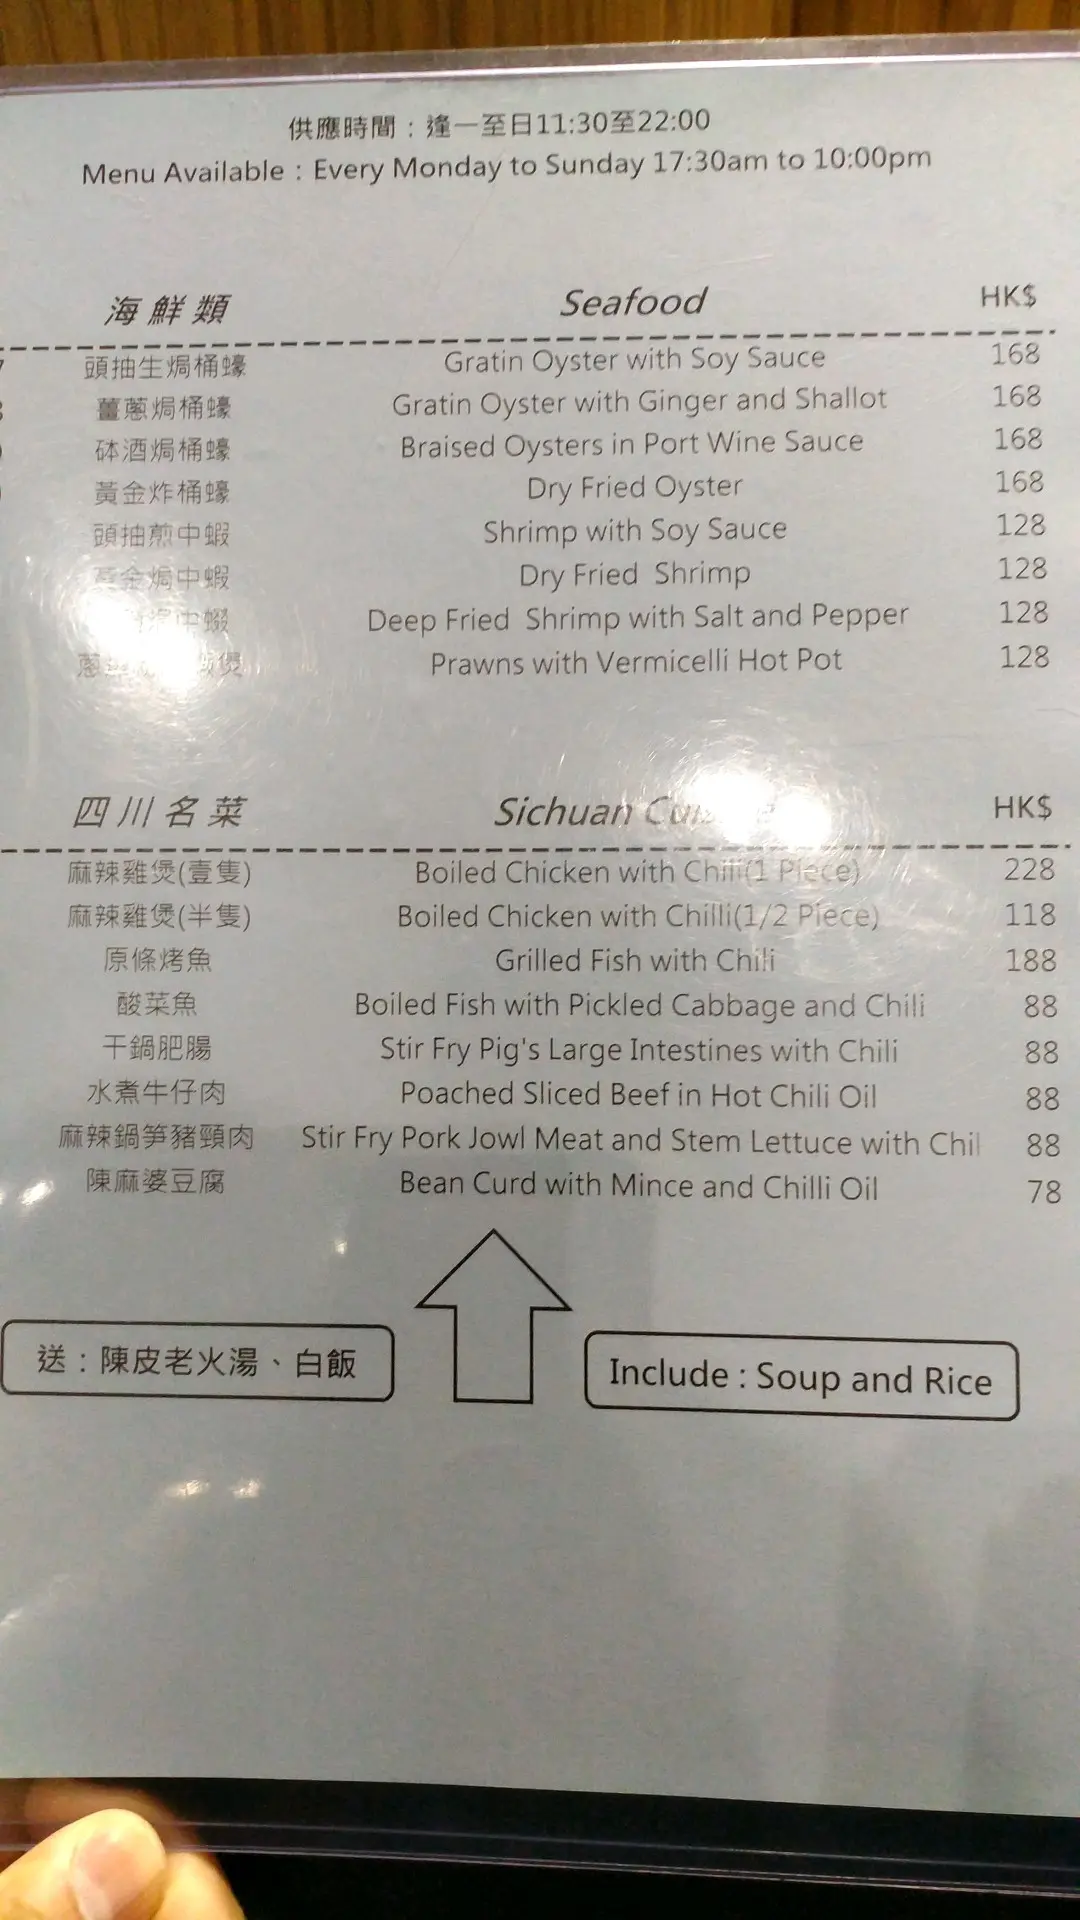 供應時間：逢一至日11:30至22:00
Menu Available : Every Monday to Sunday 17:30am to 10:00pm
海鮮類 Seafood HK$
頭抽生焗桶蠔 Gratin Oyster with Soy Sauce 168
薑蔥焗桶蠔 Gratin Oyster with Ginger and Shallot 168
砵酒焗桶蠔 Braised Oysters in Port Wine Sauce 168
黃金炸桶蠔 Dry Fried Oyster 168
頭抽煎中蝦 Shrimp with Soy Sauce 128
金焗中蝦 Dry Fried Shrimp 128
Deep Fried Shrimp with Salt and Pepper 128
Prawns with Vermicelli Hot Pot 128
四川名菜 Sichuan HK$
麻辣雞煲(壹隻) Boiled Chicken with Chilli(1 Piece) 228
麻辣雞煲(半隻) Boiled Chicken with Chilli(1/2 Piece) 118
原條烤魚 Grilled Fish with Chili 188
酸菜魚 Boiled Fish with Pickled Cabbage and Chili 88
干鍋肥腸 Stir Fry Pig's Large Intestines with Chili 88
水煮牛仔肉 Poached Sliced Beef in Hot Chili Oil 88
麻辣鍋笋豬頸肉 Stir Fry Pork Jowl Meat and Stem Lettuce with Chil 88
陳麻婆豆腐 Bean Curd with Mince and Chilli Oil 78
送：陳皮老火湯、白飯
Include : Soup and Rice